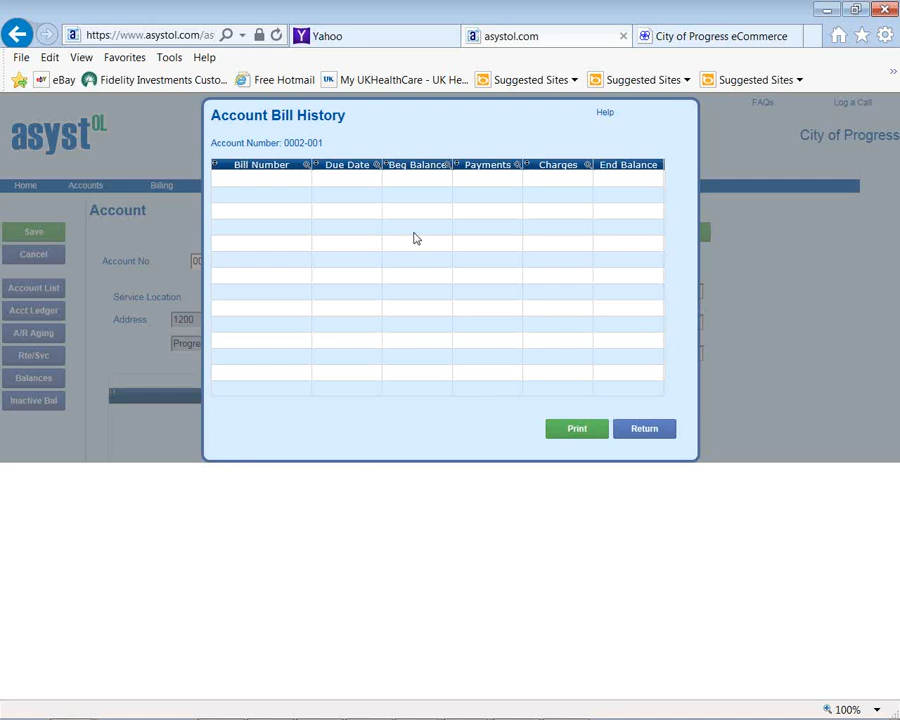 https://www.asystol.com/as
Yahoo
asystol.com
City of Progress eCommerce
File Edit View Favorites Tools Help
eBay Fidelity Investments Custo... Free Hotmail My UKHealthCare - UK He... Suggested Sites Suggested Sites Suggested Sites
asyst OL
FAQs
Log a Call
City of Progress
Home Accounts Billing
Account
Save
Cancel
Account No.
Account List
Acct Ledger
A/R Aging
Rte/Svc
Balances
Inactive Bal
Service Location
Address 1200
Progre
Account Bill History
Help
Account Number: 0002-001
Bill Number Due Date Beg Balance Payments Charges End Balance
Print Return
100%